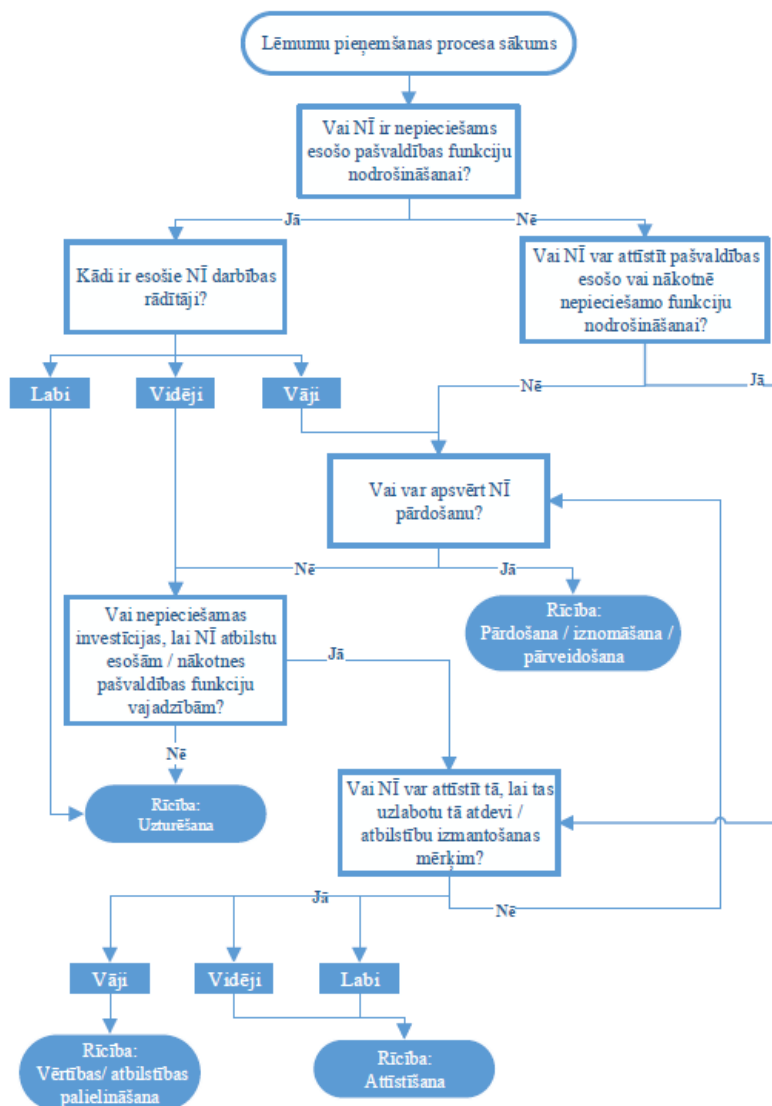 Lēmumu pieņemšanas procesa sākums
Vai NĪ ir nepieciešams
esošo pašvaldības funkciju
nodrošināšanai?
Jā
Nē
Kādi ir esošie NĪ darbības
rādītāji?
Vai NĪ var attīstīt pašvaldības
esošo vai nākotnē
nepieciešamo funkciju
nodrošināšanai?
Labi
Vidēji
Vāji
Nē
Jā
Vai var apsvērt NĪ
pārdošanu?
Nē
Jā
Vai nepieciešamas
investīcijas, lai NĪ atbilstu
esošām / nākotnes
pašvaldības funkciju
vajadzībām?
Rīcība:
Pārdošana / iznomāšana /
pārveidošana
Jā
Nē
Rīcība:
Uzturēšana
Vai NĪ var attīstīt tā, lai tas
uzlabotu tā atdevi /
atbilstību izmantošanas
mērķim?
Jā
Nē
Vāji
Vidēji
Labi
Rīcība:
Vērtības/ atbilstības
palielināšana
Rīcība:
Attīstīšana